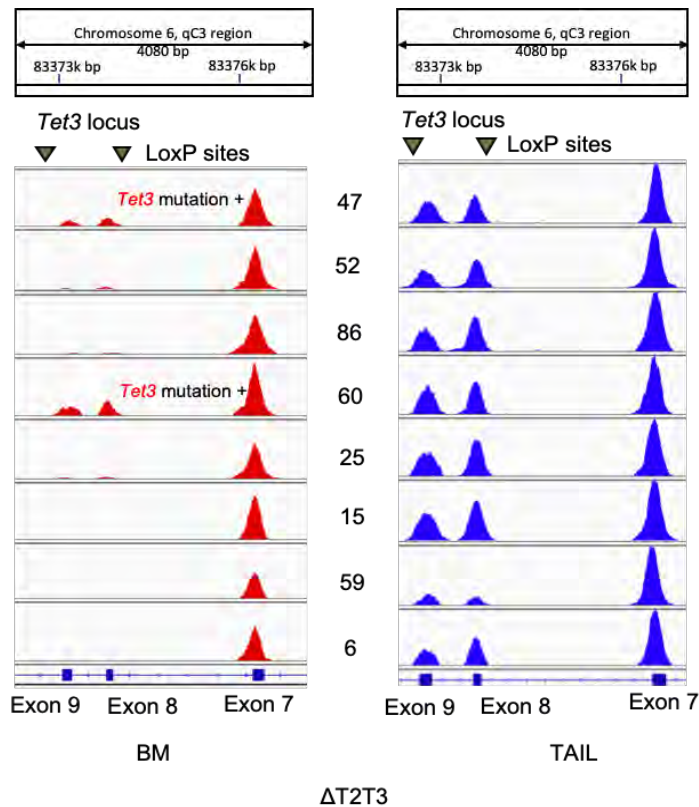 Chromosome 6, qC3 region
4080 bp
83373k bp 83376k bp
Tet3 locus
LoxP sites
Tet3 mutation +
Tet3 mutation +
Exon 9 Exon 8 Exon 7
BM
47
52
86
60
25
15
59
6
Chromosome 6, qC3 region
4080 bp
83373k bp 83376k bp
Tet3 locus
LoxP sites
Exon 9 Exon 8 Exon 7
TAIL
ΔT2T3